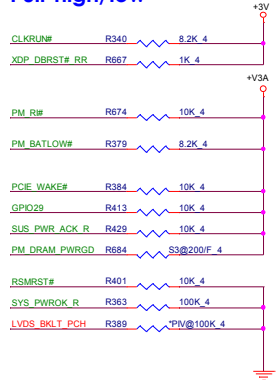 Pull-high/low
+3V
CLKRUN# R340 8.2K_4
XDP_DBRST#_RR R667 1K_4
+V3A
PM_RI# R674 10K_4
PM_BATLOW# R379 8.2K_4
PCIE_WAKE# R384 10K_4
GPIO29 R413 10K_4
SUS_PWR_ACK_R R429 10K_4
PM_DRAM_PWRGD R684 S3@200/F_4
RSMRST# R401 10K_4
SYS_PWROK_R R363 100K_4
LVDS_BKLT_PCH R389 *PIV@100K_4